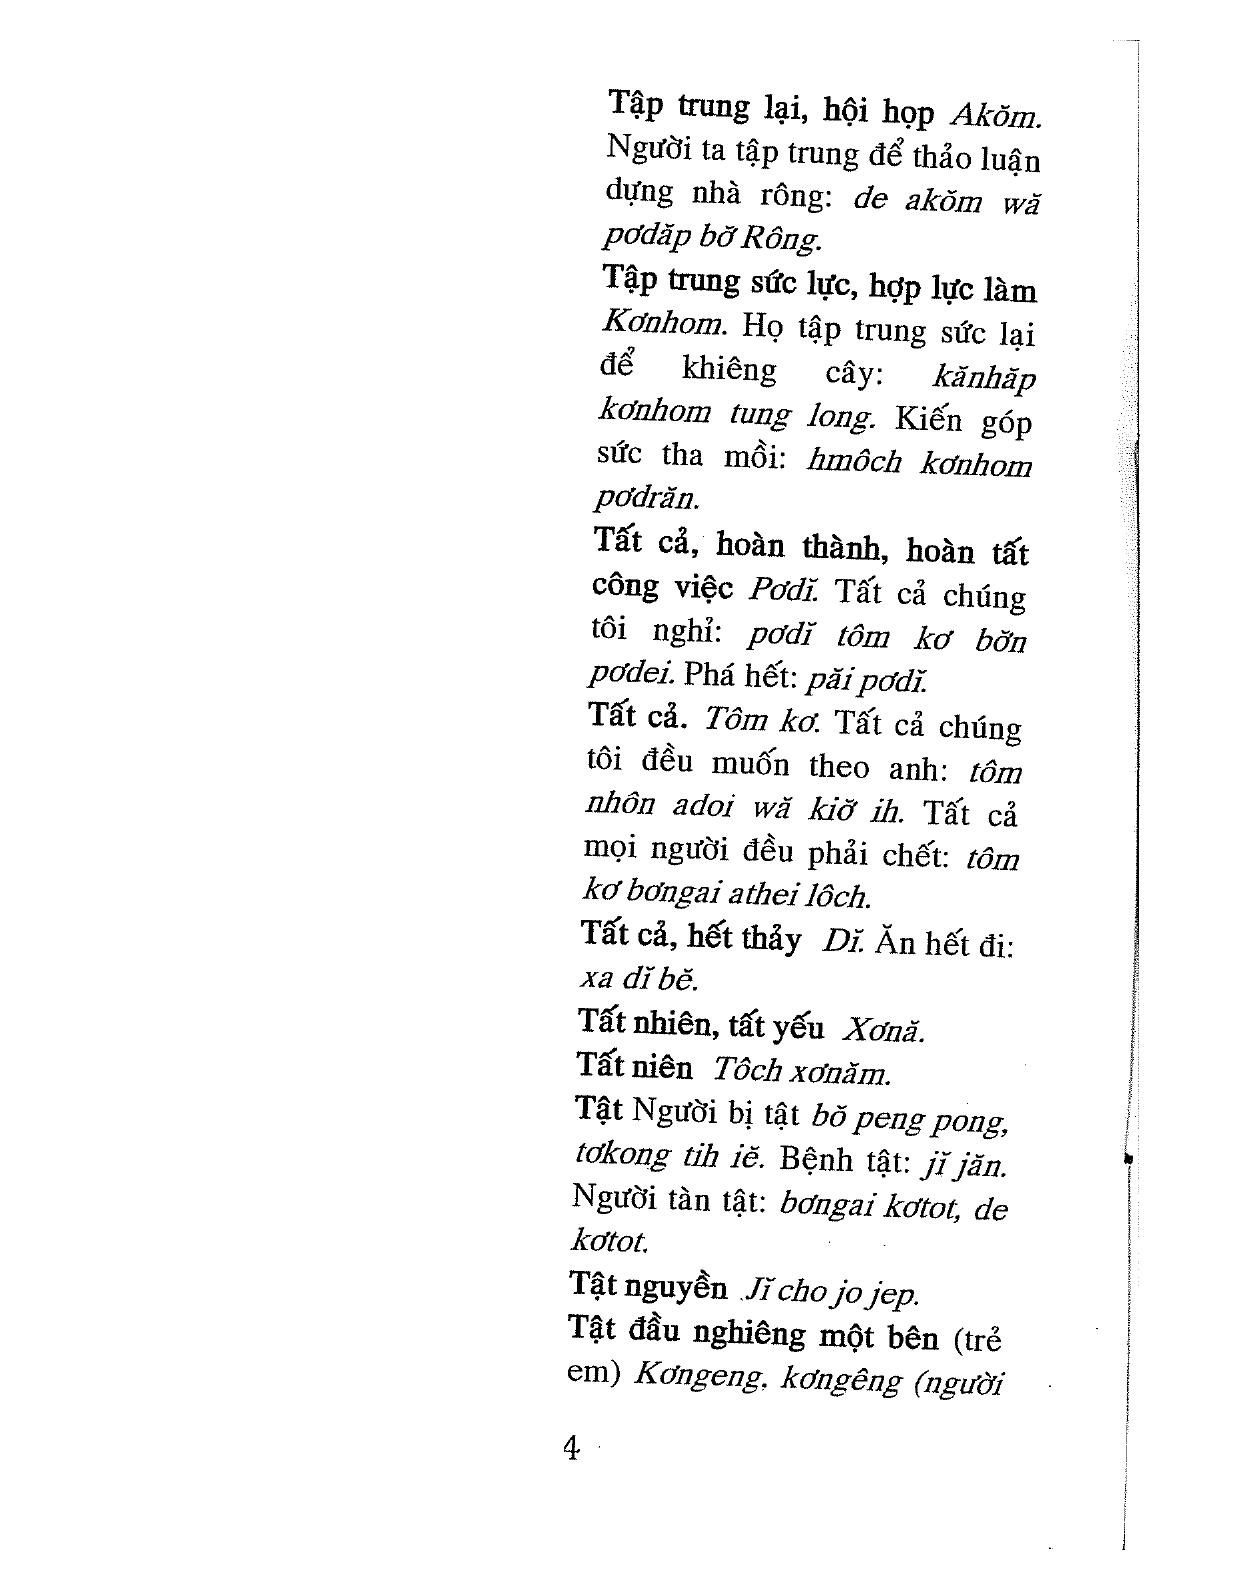 Tập trung lại, hội họp Akŏm.
Người ta tập trung để thảo luận
dựng nhà rông: de akŏm wă
pơdăp bơ̆ Rông.
Tập trung sức lực, hợp lực làm
Kơnhom. Họ tập trung sức lại
để khiêng cây: kănhăp
kơnhom tung long. Kiến góp
sức tha mồi: hmôch kơnhom
pơdrăn.
Tất cả, hoàn thành, hoàn tất
công việc Pơdĭ. Tất cả chúng
tôi nghỉ: pơdĭ tôm kơ bơ̆n
pơdei. Phá hết: păi pơdĭ.
Tất cả. Tôm kơ. Tất cả chúng
tôi đều muốn theo anh: tôm
nhôn adoi wă kiơ̆ ih. Tất cả
mọi người đều phải chết: tôm
kơ bơngai athei lôch.
Tất cả, hết thảy Dĭ. Ăn hết đi:
xa dĭ bĕ.
Tất nhiên, tất yếu Xơnă.
Tất niên Tôch xơnăm.
Tật Người bị tật bŏ peng pong,
tơkong tih iĕ. Bệnh tật: jĭ jăn.
Người tàn tật: bơngai kơtot, de
kơtot.
Tật nguyền Jĭ cho jo jep.
Tật đầu nghiêng một bên (trẻ
em) Kơngeng, kơngêng (người
4